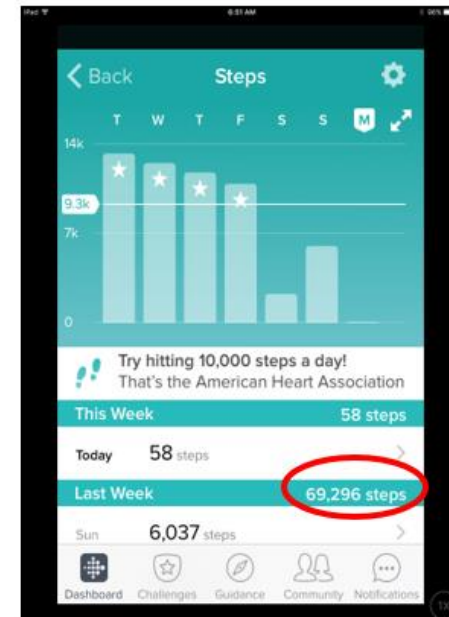 iPad 6:51 AM 96%
Back Steps
T W T F S S M
14k
9.3k
7k
0
Try hitting 10,000 steps a day!
That's the American Heart Association
This Week 58 steps
Today 58 steps
Last Week 69,296 steps
Sun 6,037 steps
Dashboard Challenges Guidance Community Notifications
1x